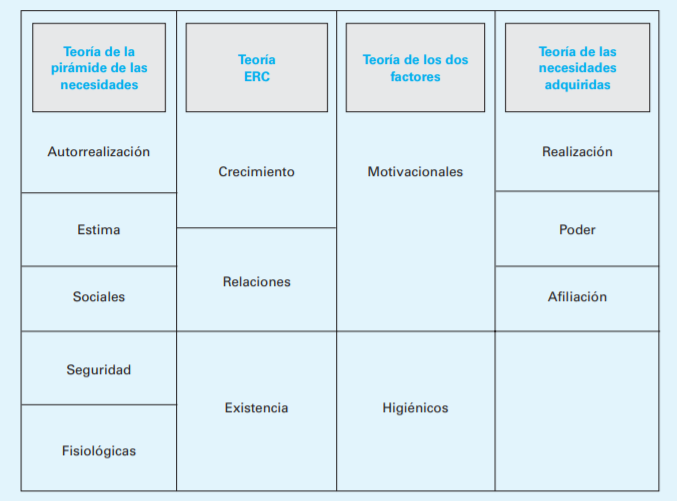 Teoría de la
pirámide de las
necesidades
Teoría
ERC
Teoría de los dos
factores
Teoría de las
necesidades
adquiridas
Autorrealización
Estima
Sociales
Seguridad
Fisiológicas
Crecimiento
Relaciones
Existencia
Motivacionales
Higiénicos
Realización
Poder
Afiliación